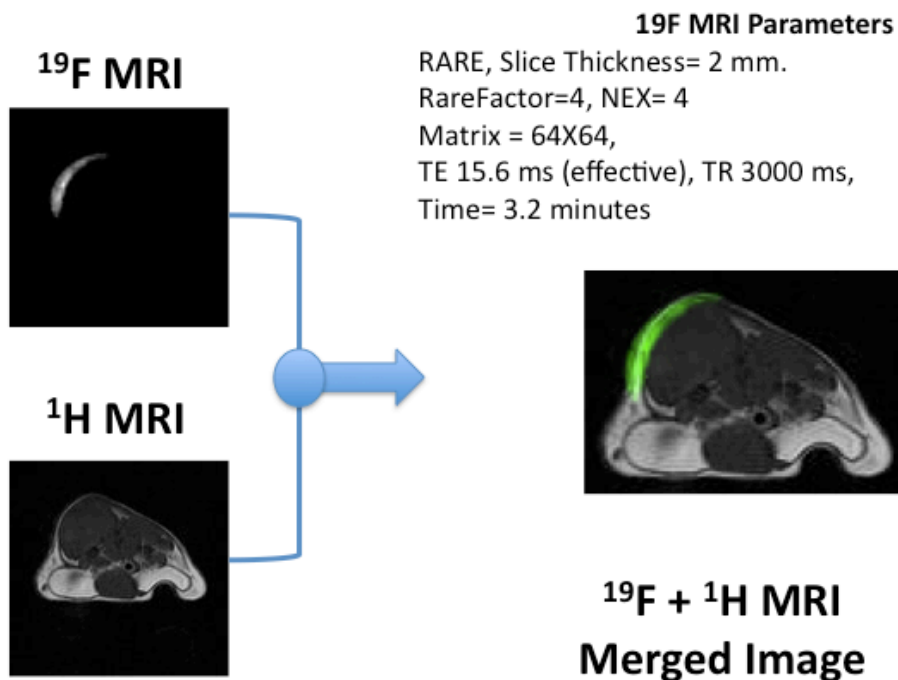 19F MRI Parameters
RARE, Slice Thickness= 2 mm.
RareFactor=4, NEX= 4
Matrix = 64X64,
TE 15.6 ms (effective), TR 3000 ms,
Time= 3.2 minutes
¹⁹F MRI
¹H MRI
¹⁹F + ¹H MRI
Merged Image